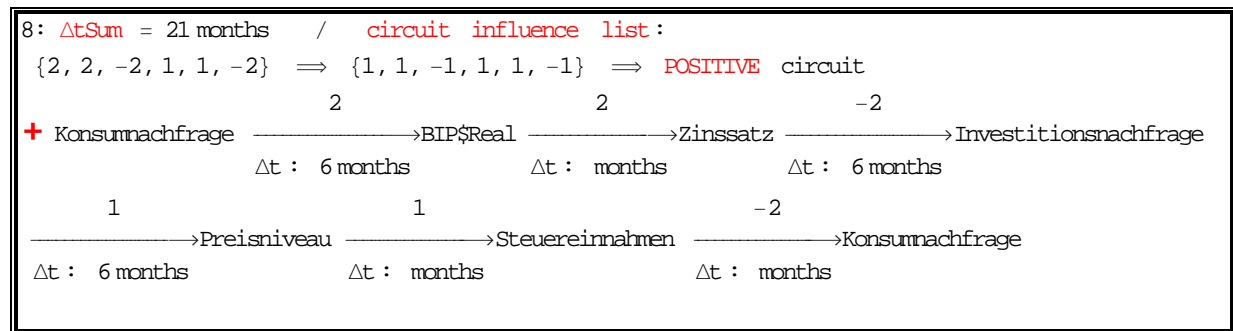 8: ΔtSum = 21 months / circuit influence list:
{2, 2, −2, 1, 1, −2} ⟹ {1, 1, −1, 1, 1, −1} ⟹ POSITIVE circuit
2 2 −2
+ Konsumnachfrage ⟶BIP$Real ⟶Zinssatz ⟶Investitionsnachfrage
Δt: 6 months Δt: months Δt: 6 months
1 1 −2
⟶Preisniveau ⟶Steuereinnahmen ⟶Konsumnachfrage
Δt: 6 months Δt: months Δt: months